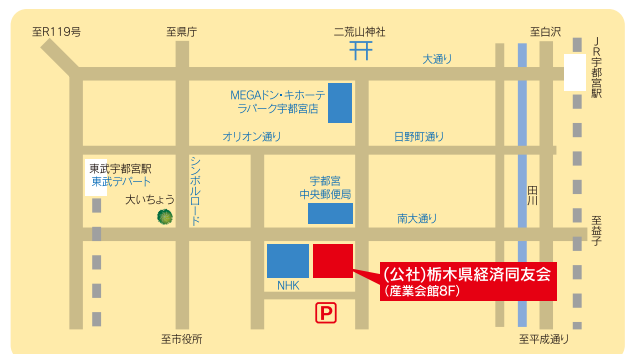 至R119号
至県庁
二荒山神社
至白沢
大通り
JR宇都宮駅
MEGAドン・キホーテ
ラパーク宇都宮店
オリオン通り
日野町通り
東武宇都宮駅
東武デパート
シンボルロード
宇都宮
中央郵便局
大いちょう
田川
南大通り
至益子
(公社)栃木県経済同友会
(産業会館8F)
NHK
P
至市役所
至平成通り